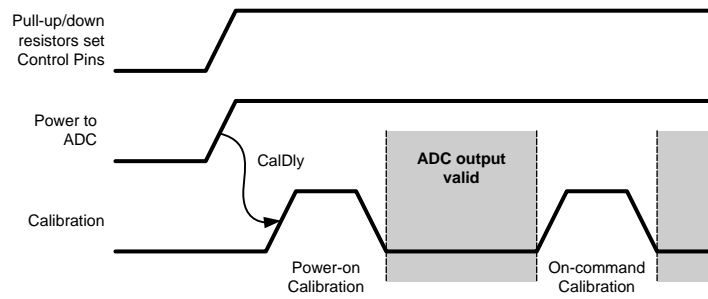 Pull-up/down
resistors set
Control Pins
Power to
ADC
CalDly
ADC output
valid
Calibration
Power-on
Calibration
On-command
Calibration